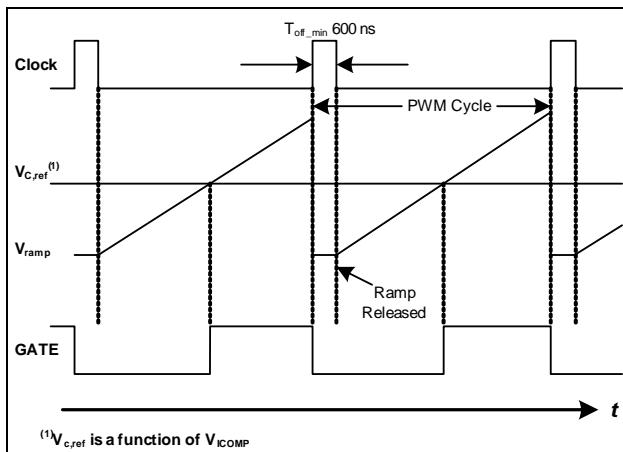 T_off_min 600 ns
Clock
PWM Cycle
V_C,ref^(1)
V_ramp
Ramp
Released
GATE
t
^(1)V_c,ref is a function of V_ICOMP